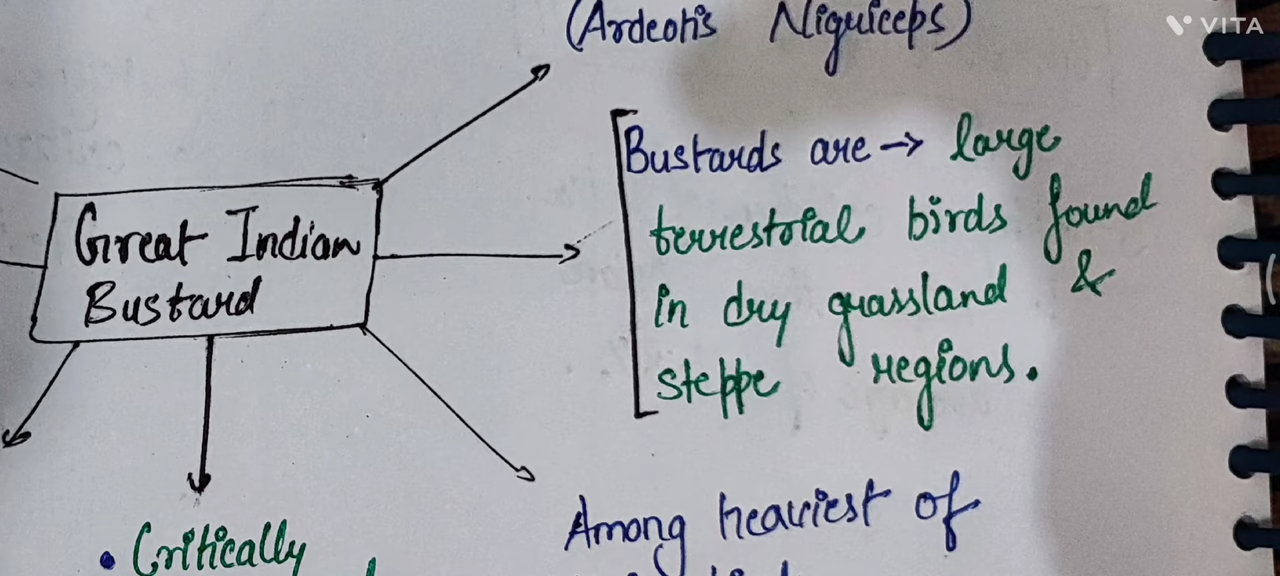 (Ardeotis Niguiceps)
VITA
Bustards are → large
terrestrial birds found
in dry grassland &
steppe regions.
Great Indian
Bustard
Among heaviest of
• Critically